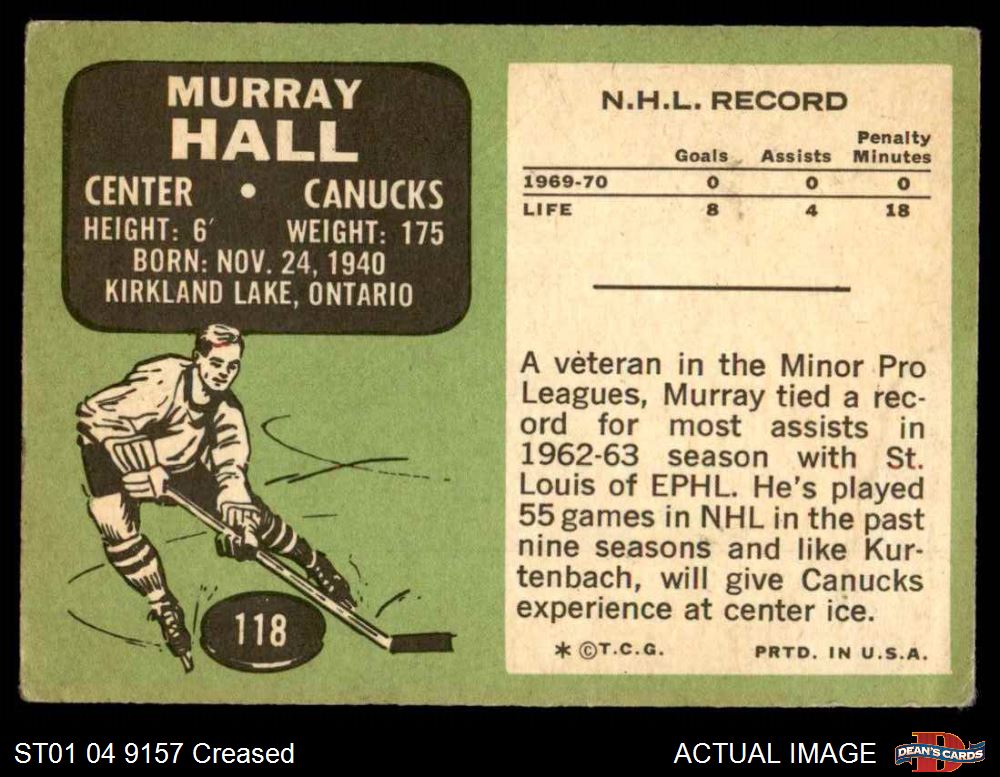 MURRAY
HALL
CENTER • CANUCKS
HEIGHT: 6′ WEIGHT: 175
BORN: NOV. 24, 1940
KIRKLAND LAKE, ONTARIO
118
N.H.L. RECORD
Goals Assists Penalty Minutes
1969-70 0 0 0
LIFE 8 4 18
A veteran in the Minor Pro
Leagues, Murray tied a rec-
ord for most assists in
1962-63 season with St.
Louis of EPHL. He's played
55 games in NHL in the past
nine seasons and like Kur-
tenbach, will give Canucks
experience at center ice.
* ©T.C.G. PRTD. IN U.S.A.
ST01 04 9157 Creased
ACTUAL IMAGE
DEAN'S CARDS